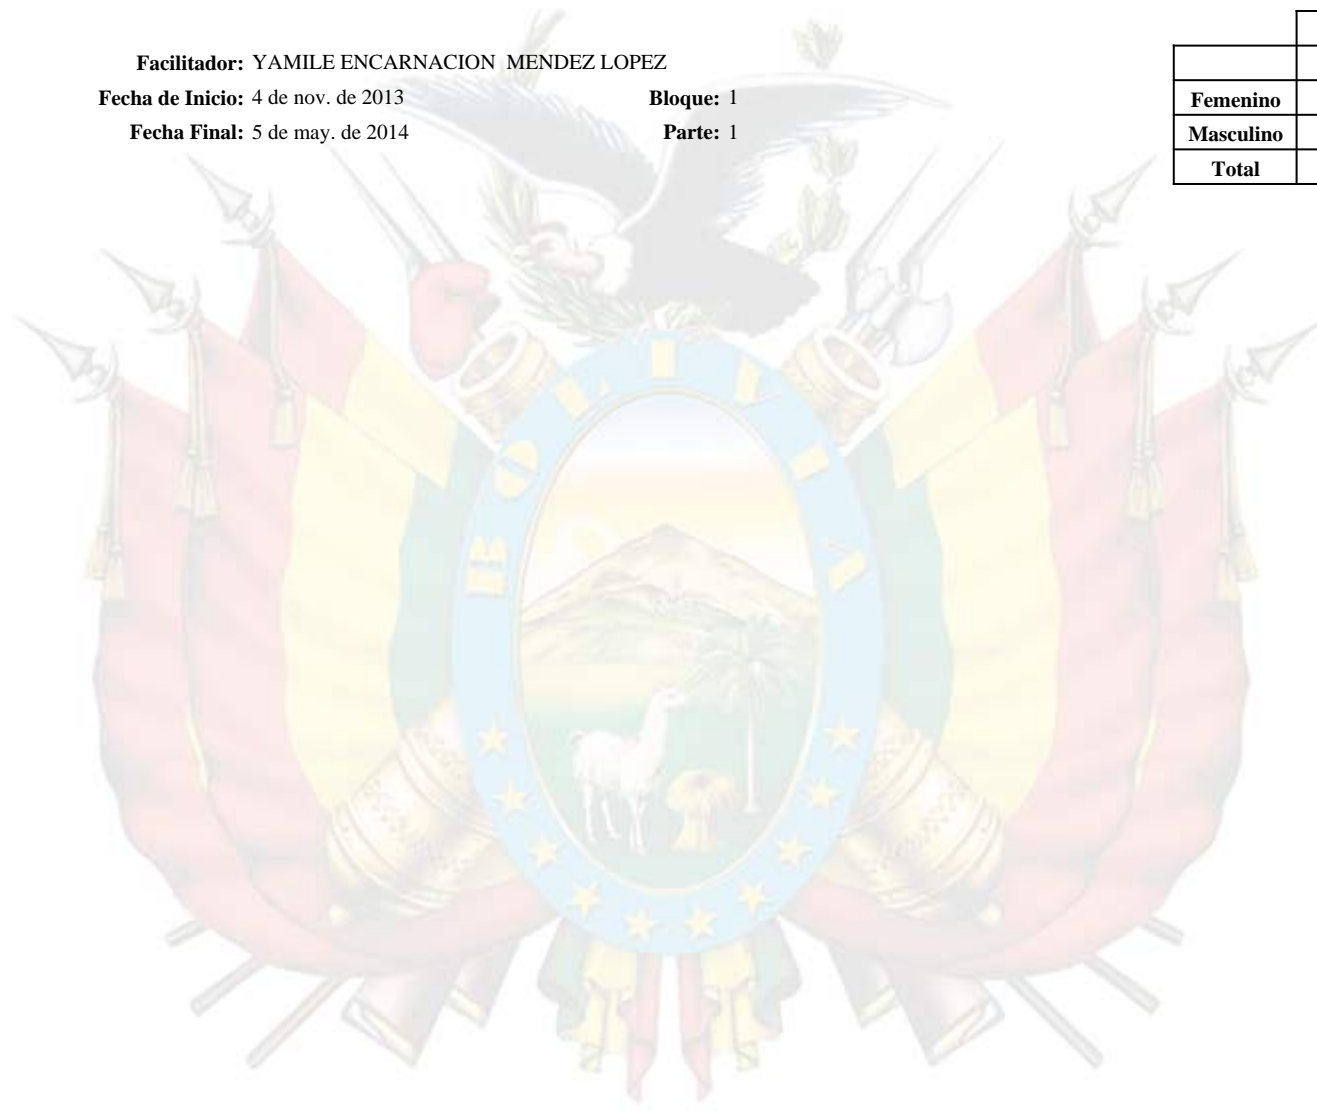 Facilitador: YAMILE ENCARNACION MENDEZ LOPEZ
Fecha de Inicio: 4 de nov. de 2013 Bloque: 1
Fecha Final: 5 de may. de 2014 Parte: 1
Femenino
Masculino
Total
BOLIVIA